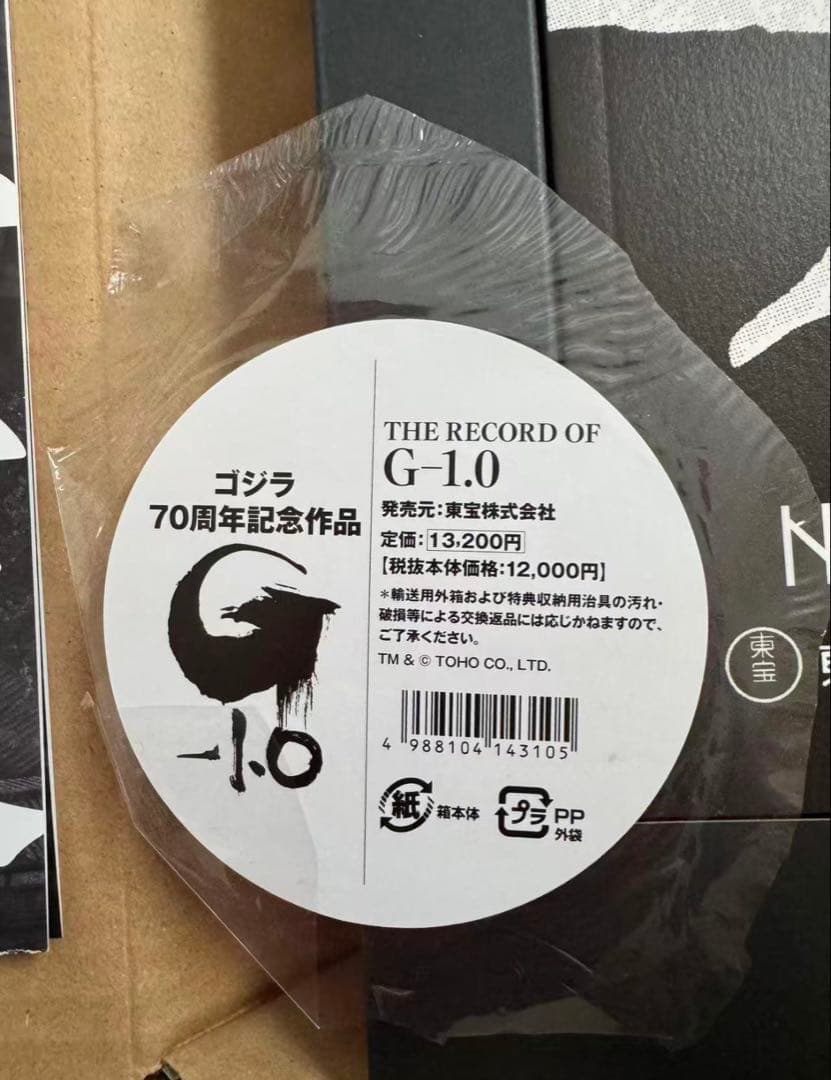 ゴジラ
70周年記念作品
G
-1.0
THE RECORD OF
G-1.0
発売元:東宝株式会社
定価:13,200円
【税抜本体価格:12,000円】
*輸送用外箱および特典収納用治具の汚れ・
破損等による交換返品には応じかねますので、
ご了承ください。
TM & © TOHO CO., LTD.
4 988104 143105
紙 箱本体
プラ PP
外袋
N
東宝